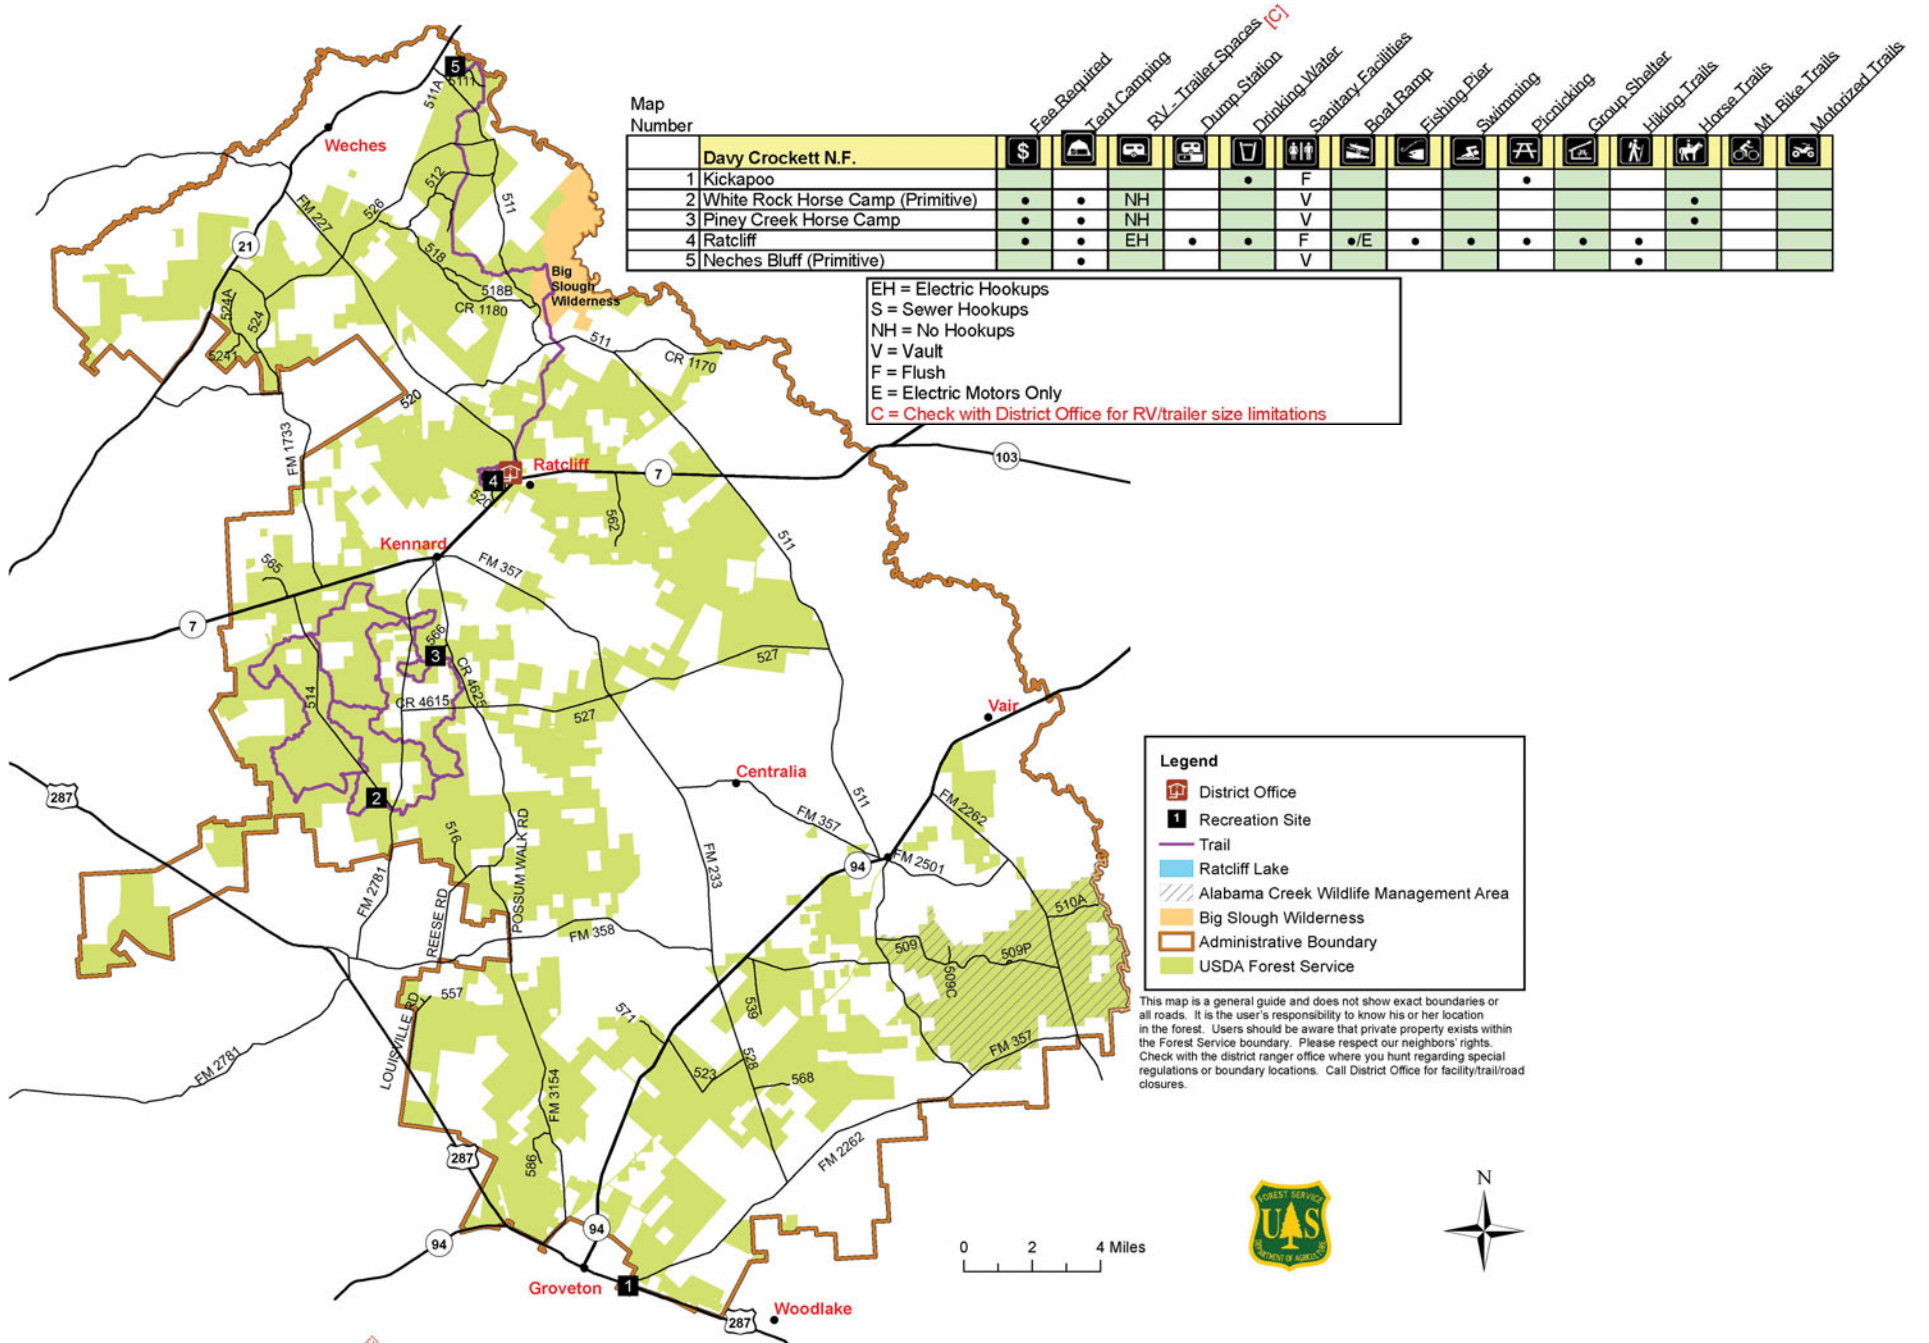 Fee Required
Tent Camping
RV - Trailer Spaces [C]
Dump Station
Drinking Water
Sanitary Facilities
Boat Ramp
Fishing Pier
Swimming
Picnicking
Group Shelter
Hiking Trails
Horse Trails
Mt Bike Trails
Motorized Trails
Map
Number
Davy Crockett N.F.
$
1 Kickapoo • F •
2 White Rock Horse Camp (Primitive) • • NH V •
3 Piney Creek Horse Camp • • NH V •
4 Ratcliff • • EH • • F •/E • • • • •
5 Neches Bluff (Primitive) • V •
EH = Electric Hookups
S = Sewer Hookups
NH = No Hookups
V = Vault
F = Flush
E = Electric Motors Only
C = Check with District Office for RV/trailer size limitations
5
511A
Weches
512
511
FM 227
526
21
518
Big
Slough
Wilderness
518B
CR 1180
524A
524
5241
511
CR 1170
520
FM 1733
Ratcliff
4
7
103
520
562
Kennard
511
FM 357
565
7
566
3
CR 4625
527
514
CR 4615
527
Vair
Centralia
287
2
511
FM 2262
516
POSSUM WALK RD
FM 357
FM 233
94
FM 2501
FM 2781
REESE RD
510A
FM 358
509
509P
509C
557
LOUISVILLE RD
571
539
FM 357
FM 2781
528
523
568
FM 3154
FM 2262
586
287
94
94
0 2 4 Miles
Groveton
1
Woodlake
287
Legend
District Office
1 Recreation Site
Trail
Ratcliff Lake
Alabama Creek Wildlife Management Area
Big Slough Wilderness
Administrative Boundary
USDA Forest Service
This map is a general guide and does not show exact boundaries or
all roads. It is the user's responsibility to know his or her location
in the forest. Users should be aware that private property exists within
the Forest Service boundary. Please respect our neighbors' rights.
Check with the district ranger office where you hunt regarding special
regulations or boundary locations. Call District Office for facility/trail/road
closures.
FOREST SERVICE
UAS
DEPARTMENT OF AGRICULTURE
N